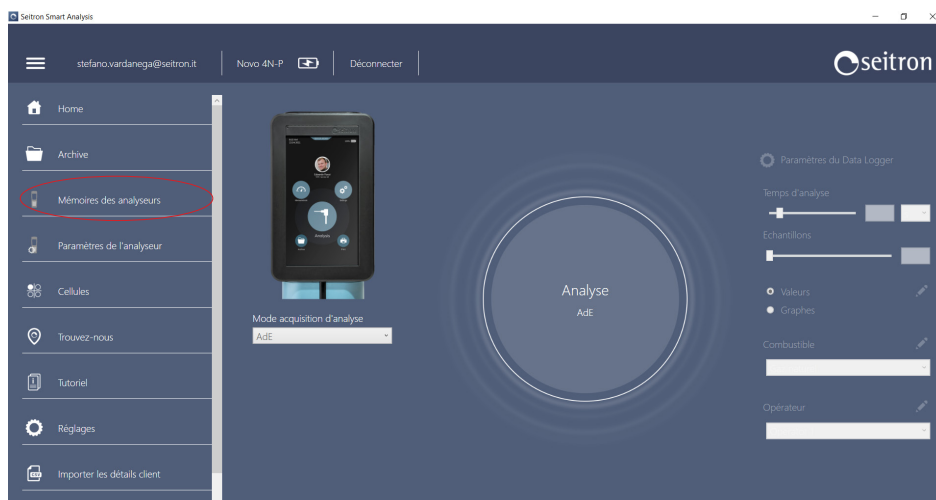 Seitron Smart Analysis
stefano.vardanega@seitron.it
Novo 4N-P
Déconnecter
seitron
Home
Archive
Mémoires des analyseurs
Paramètres de l'analyseur
Cellules
Trouvez-nous
Tutoriel
Réglages
Importer les détails client
Analysis
Mode acquisition d'analyse
AdE
Analyse
AdE
Paramètres du Data Logger
Temps d'analyse
Echantillons
Valeurs
Graphes
Combustible
Opérateur